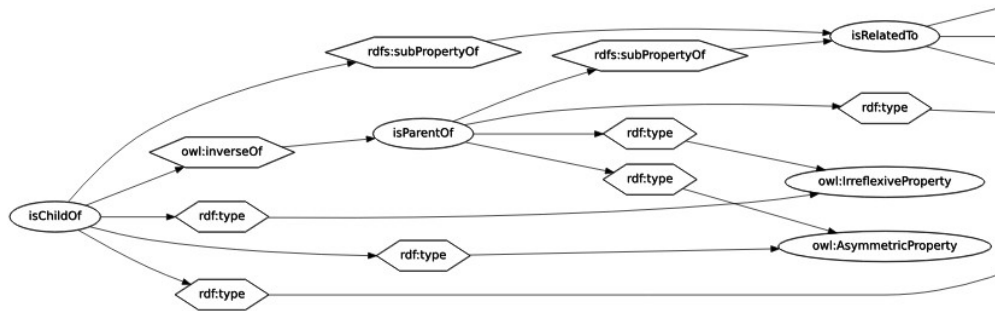 isRelatedTo
rdfs:subPropertyOf
rdfs:subPropertyOf
rdf:type
isParentOf
rdf:type
owl:inverseOf
rdf:type
owl:IrreflexiveProperty
isChildOf
rdf:type
owl:AsymmetricProperty
rdf:type
rdf:type